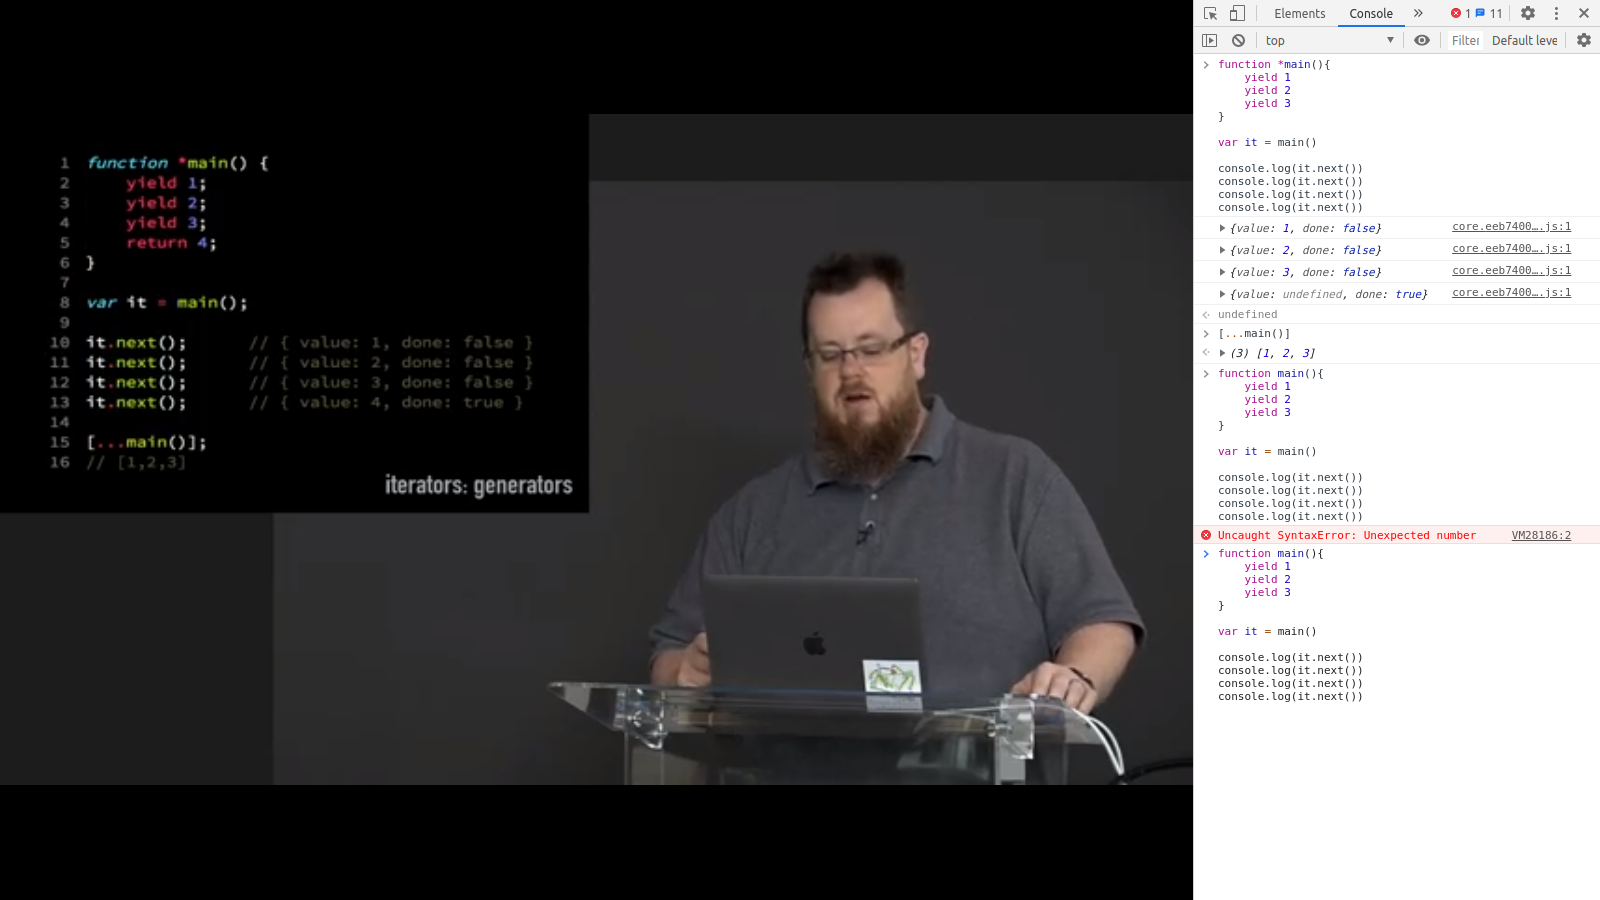 1 function *main() {
2 yield 1;
3 yield 2;
4 yield 3;
5 return 4;
6 }
7
8 var it = main();
9
10 it.next(); // { value: 1, done: false }
11 it.next(); // { value: 2, done: false }
12 it.next(); // { value: 3, done: false }
13 it.next(); // { value: 4, done: true }
14
15 [...main()];
16 // [1,2,3]
iterators: generators
Elements Console 1 11
top Filter Default leve
function *main(){
yield 1
yield 2
yield 3
}
var it = main()
console.log(it.next())
console.log(it.next())
console.log(it.next())
console.log(it.next())
{value: 1, done: false} core.eeb7400….js:1
{value: 2, done: false} core.eeb7400….js:1
{value: 3, done: false} core.eeb7400….js:1
{value: undefined, done: true} core.eeb7400….js:1
undefined
[...main()]
(3) [1, 2, 3]
function main(){
yield 1
yield 2
yield 3
}
var it = main()
console.log(it.next())
console.log(it.next())
console.log(it.next())
console.log(it.next())
Uncaught SyntaxError: Unexpected number VM28186:2
function main(){
yield 1
yield 2
yield 3
}
var it = main()
console.log(it.next())
console.log(it.next())
console.log(it.next())
console.log(it.next())